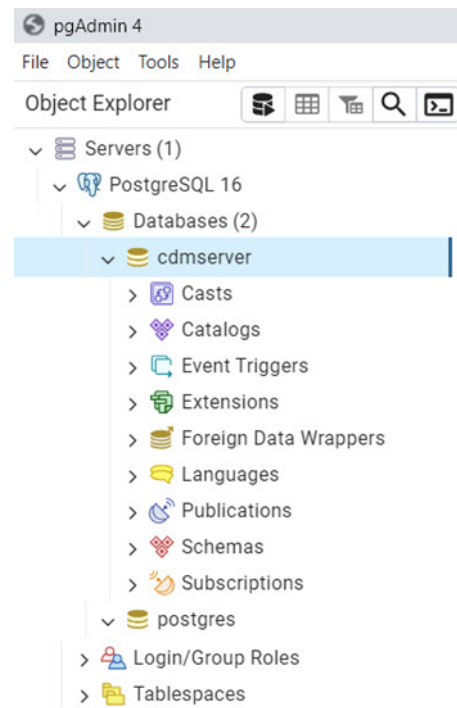 pgAdmin 4
File Object Tools Help
Object Explorer
Servers (1)
PostgreSQL 16
Databases (2)
cdmserver
Casts
Catalogs
Event Triggers
Extensions
Foreign Data Wrappers
Languages
Publications
Schemas
Subscriptions
postgres
Login/Group Roles
Tablespaces